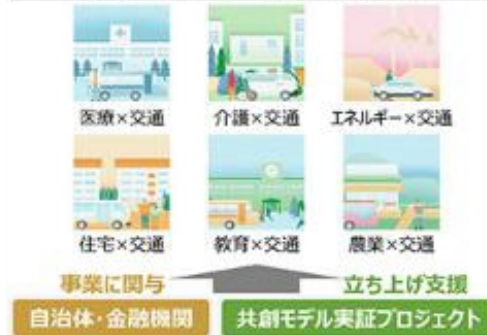 医療×交通 介護×交通 エネルギー×交通
住宅×交通 教育×交通 農業×交通
事業に関与 立ち上げ支援
自治体・金融機関 共創モデル実証プロジェクト